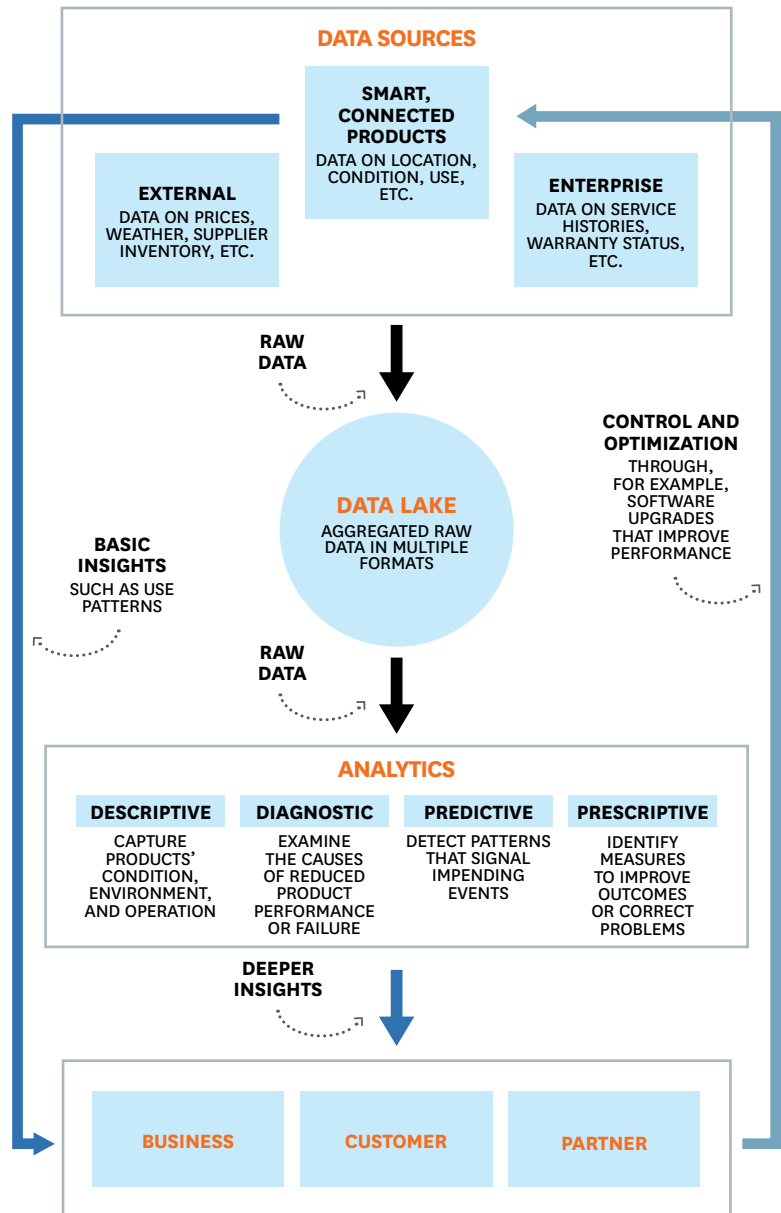 DATA SOURCES
SMART,
CONNECTED
PRODUCTS
DATA ON LOCATION,
CONDITION, USE,
ETC.
EXTERNAL
DATA ON PRICES,
WEATHER, SUPPLIER
INVENTORY, ETC.
ENTERPRISE
DATA ON SERVICE
HISTORIES,
WARRANTY STATUS,
ETC.
RAW
DATA
CONTROL AND
OPTIMIZATION
THROUGH,
FOR EXAMPLE,
SOFTWARE
UPGRADES
THAT IMPROVE
PERFORMANCE
DATA LAKE
AGGREGATED RAW
DATA IN MULTIPLE
FORMATS
BASIC
INSIGHTS
SUCH AS USE
PATTERNS
RAW
DATA
ANALYTICS
DESCRIPTIVE
CAPTURE
PRODUCTS’
CONDITION,
ENVIRONMENT,
AND OPERATION
DIAGNOSTIC
EXAMINE
THE CAUSES
OF REDUCED
PRODUCT
PERFORMANCE
OR FAILURE
PREDICTIVE
DETECT PATTERNS
THAT SIGNAL
IMPENDING
EVENTS
PRESCRIPTIVE
IDENTIFY
MEASURES
TO IMPROVE
OUTCOMES
OR CORRECT
PROBLEMS
DEEPER
INSIGHTS
BUSINESS
CUSTOMER
PARTNER